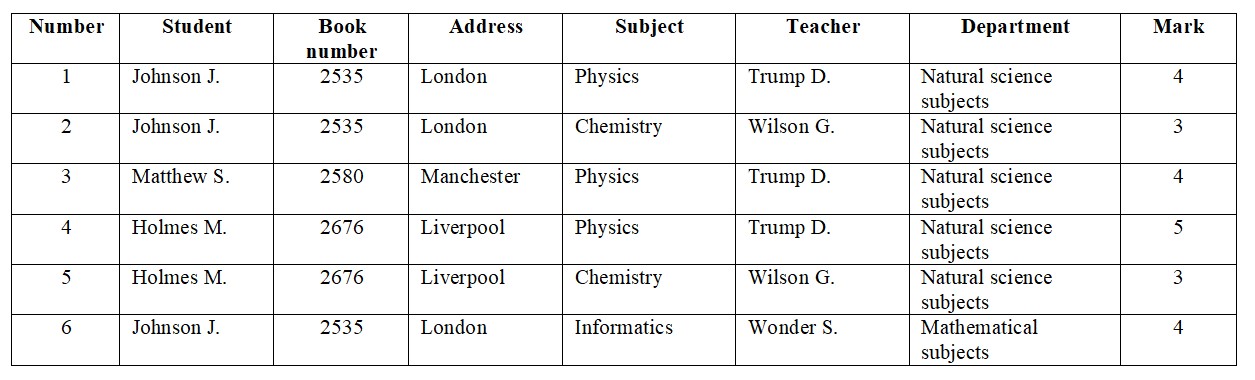 Number Student Book number Address Subject Teacher Department Mark
1 Johnson J. 2535 London Physics Trump D. Natural science subjects 4
2 Johnson J. 2535 London Chemistry Wilson G. Natural science subjects 3
3 Matthew S. 2580 Manchester Physics Trump D. Natural science subjects 4
4 Holmes M. 2676 Liverpool Physics Trump D. Natural science subjects 5
5 Holmes M. 2676 Liverpool Chemistry Wilson G. Natural science subjects 3
6 Johnson J. 2535 London Informatics Wonder S. Mathematical subjects 4